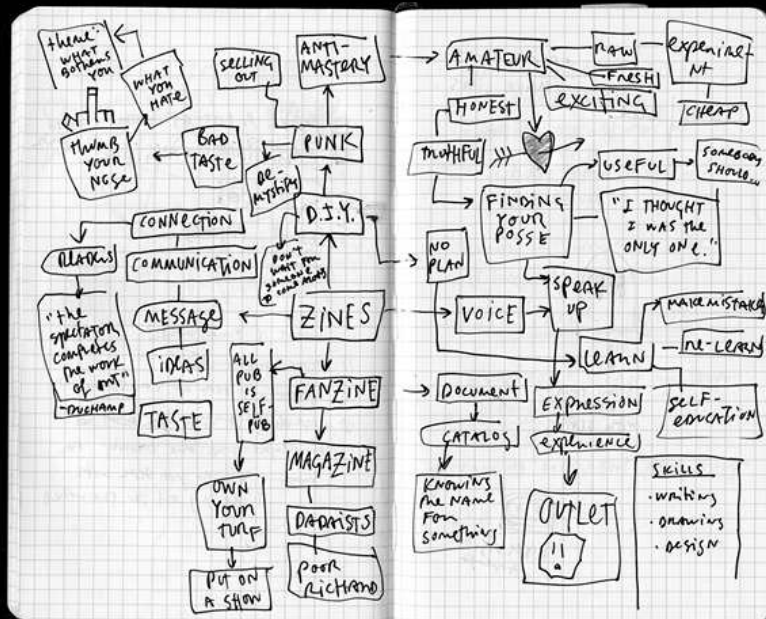 theme:
WHAT
BOTHERS
YOU
WHAT
YOU
HATE
THUMB
YOUR
NOSE
BAD
TASTE
SELLING
OUT
ANTI-
MASTERY
PUNK
DE-
MYSTIFY
D.I.Y.
DON'T
WAIT FOR
SOMEONE
TO
COME ALONG
CONNECTION
READERS
COMMUNICATION
"the
SPECTATOR
COMPLETES
the WORK
OF ART"
-DUCHAMP
MESSAGE
iDEAS
TASTE
ZINES
ALL
PUB
IS
SELF-
PUB
FANZINE
MAGAZINE
OWN
YOUR
TURF
PUT ON
A SHOW
DADAISTS
POOR
RICHARD
AMATEUR
RAW
FRESH
EXCITING
expeRimeNt
CHEAP
HONEST
TRUTHFUL
USEFUL
SOMEBODY
SHOULD...
FINDING
YOUR
POSSE
"I THOUGHT
I WAS the
ONLY ONE."
NO
PLAN
SPEAK
UP
VOICE
MAKE MISTAKES
LEARN
RE-LEARN
SELF-
eDUCATION
DOCUMENT
CATALOG
KNOWING
the NAME
FOR
something
EXPRESSION
experience
OUTLET
SKILLS
· WRITING
· DRAWING
· DESIGN